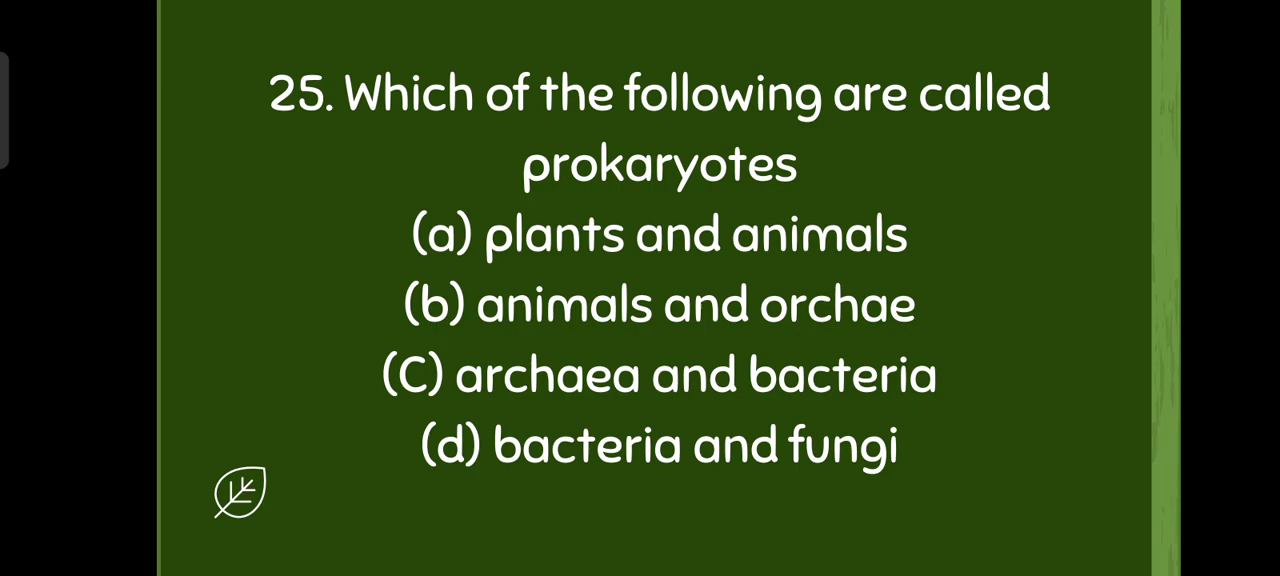 25. Which of the following are called
prokaryotes
(a) plants and animals
(b) animals and orchae
(C) archaea and bacteria
(d) bacteria and fungi